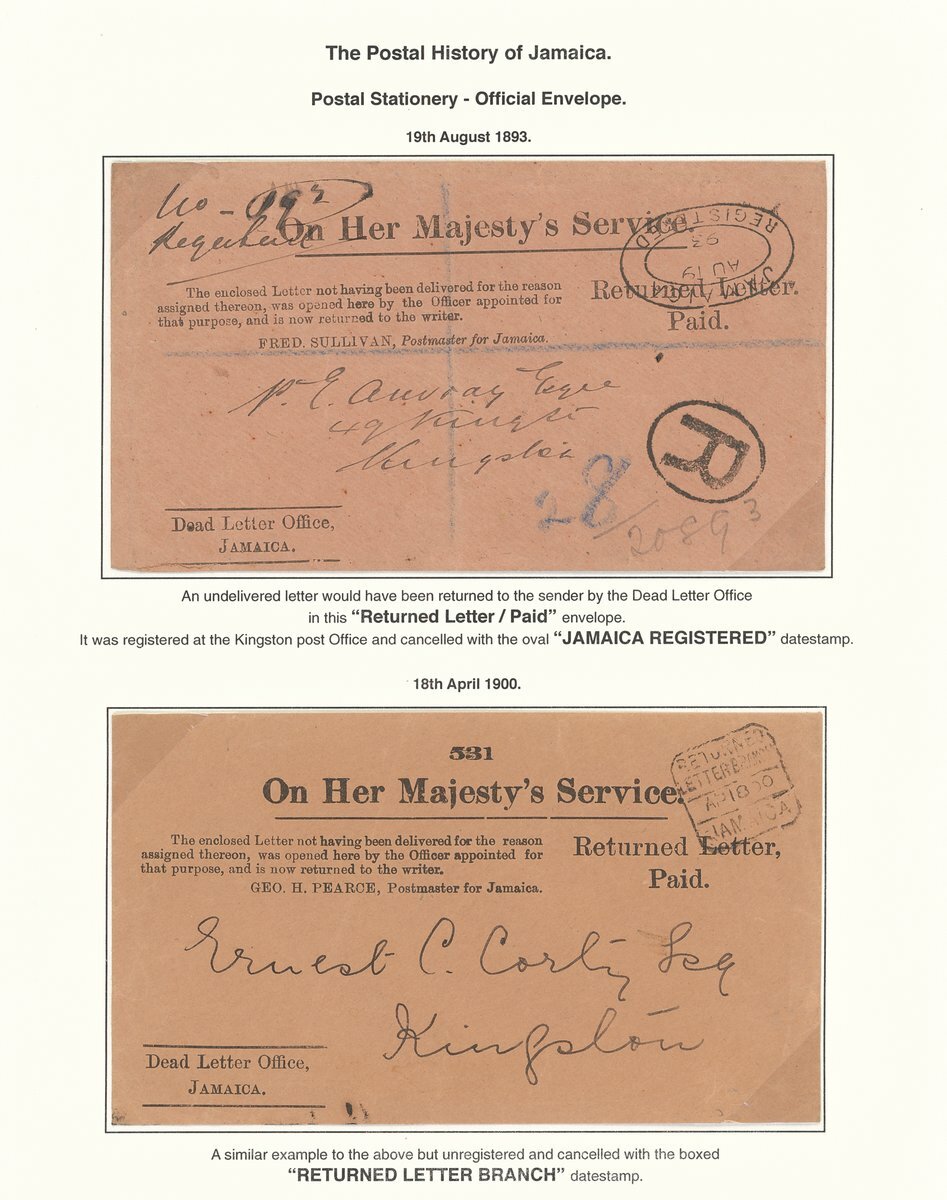 The Postal History of Jamaica.
Postal Stationery - Official Envelope.
19th August 1893.
No -
Registered
On Her Majesty's Service.
REGISTERED
93
AU 19
JAMAICA
The enclosed Letter not having been delivered for the reason
assigned thereon, was opened here by the Officer appointed for
that purpose, and is now returned to the writer.
FRED. SULLIVAN, Postmaster for Jamaica.
Returned Letter.
Paid.
Esqre
49 King St
Kingston
R
28
20893
Dead Letter Office,
JAMAICA.
An undelivered letter would have been returned to the sender by the Dead Letter Office
in this “Returned Letter / Paid” envelope.
It was registered at the Kingston post Office and cancelled with the oval “JAMAICA REGISTERED” datestamp.
18th April 1900.
531
On Her Majesty's Service.
RETURNED
LETTER BRANCH
AP 18 00
JAMAICA
The enclosed Letter not having been delivered for the reason
assigned thereon, was opened here by the Officer appointed for
that purpose, and is now returned to the writer.
GEO. H. PEARCE, Postmaster for Jamaica.
Returned Letter,
Paid.
Ernest C. Corty Esq
Kingston
Dead Letter Office,
JAMAICA.
A similar example to the above but unregistered and cancelled with the boxed
“RETURNED LETTER BRANCH” datestamp.